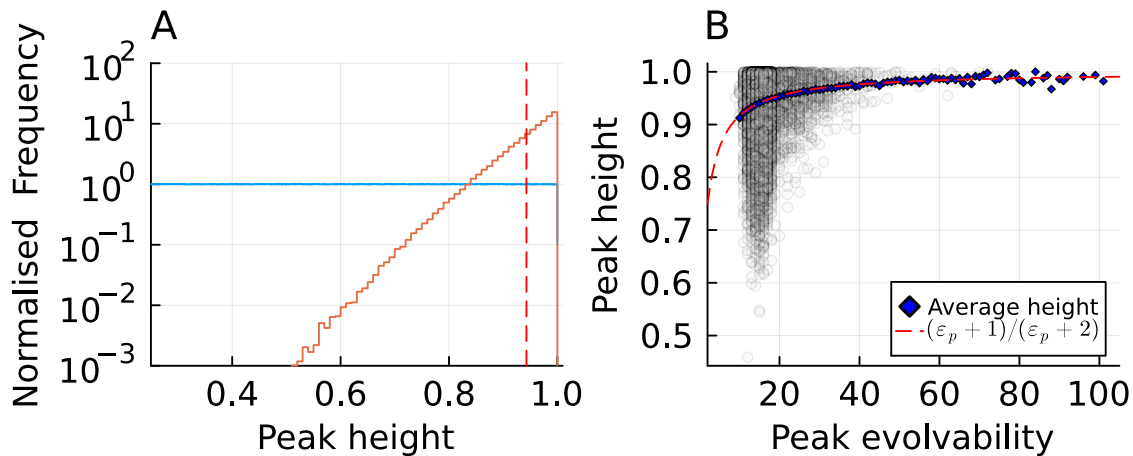 A
Normalised Frequency
10^2
10^1
10^0
10^-1
10^-2
10^-3
0.4 0.6 0.8 1.0
Peak height
B
Peak height
1.0
0.9
0.8
0.7
0.6
0.5
Average height
(ε_p + 1)/(ε_p + 2)
20 40 60 80 100
Peak evolvability